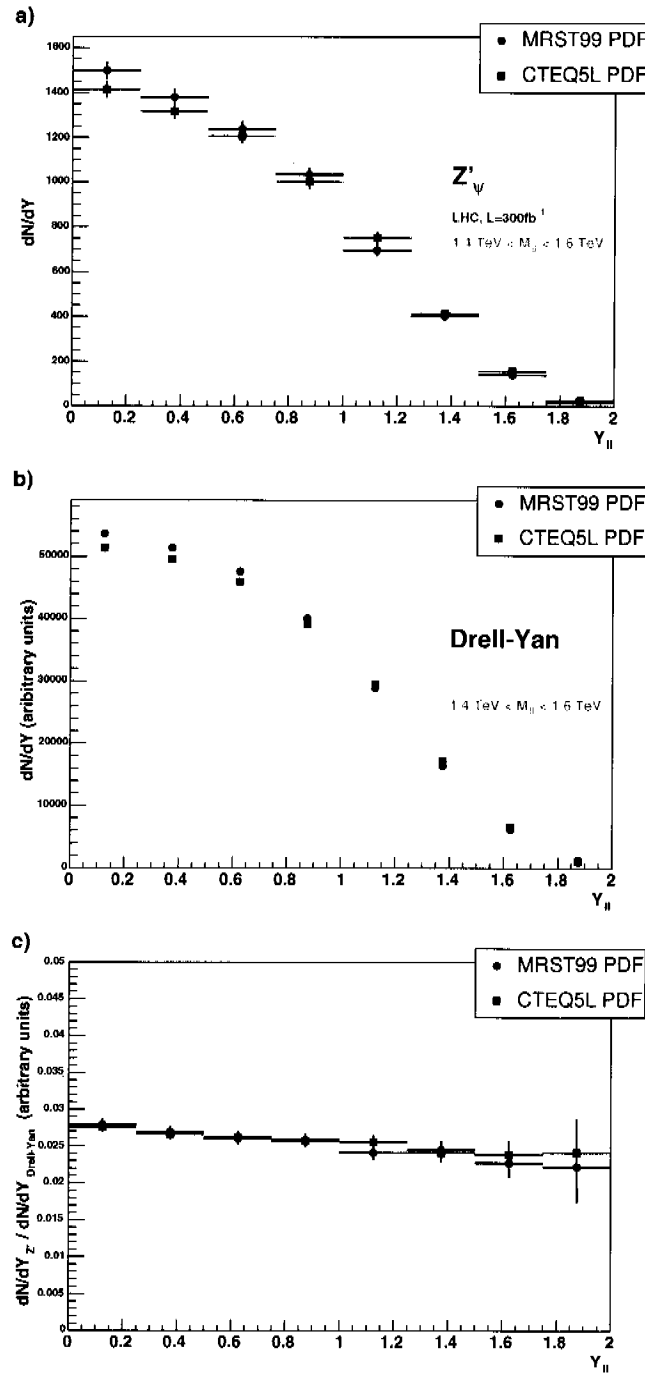 a)
MRST99 PDF
CTEQ5L PDF
1600
1400
1200
1000
800
600
400
200
0
dN/dY
Z'ψ
LHC, L=300fb⁻¹
1.4 TeV < Mll < 1.6 TeV
0 0.2 0.4 0.6 0.8 1 1.2 1.4 1.6 1.8 2
Yll
b)
MRST99 PDF
CTEQ5L PDF
50000
40000
30000
20000
10000
0
dN/dY (aribitrary units)
Drell-Yan
1.4 TeV < Mll < 1.6 TeV
0 0.2 0.4 0.6 0.8 1 1.2 1.4 1.6 1.8 2
Yll
c)
MRST99 PDF
CTEQ5L PDF
0.05
0.045
0.04
0.035
0.03
0.025
0.02
0.015
0.01
0.005
0
dN/dYZ' / dN/dYDrell-Yan (arbitrary units)
0 0.2 0.4 0.6 0.8 1 1.2 1.4 1.6 1.8 2
Yll